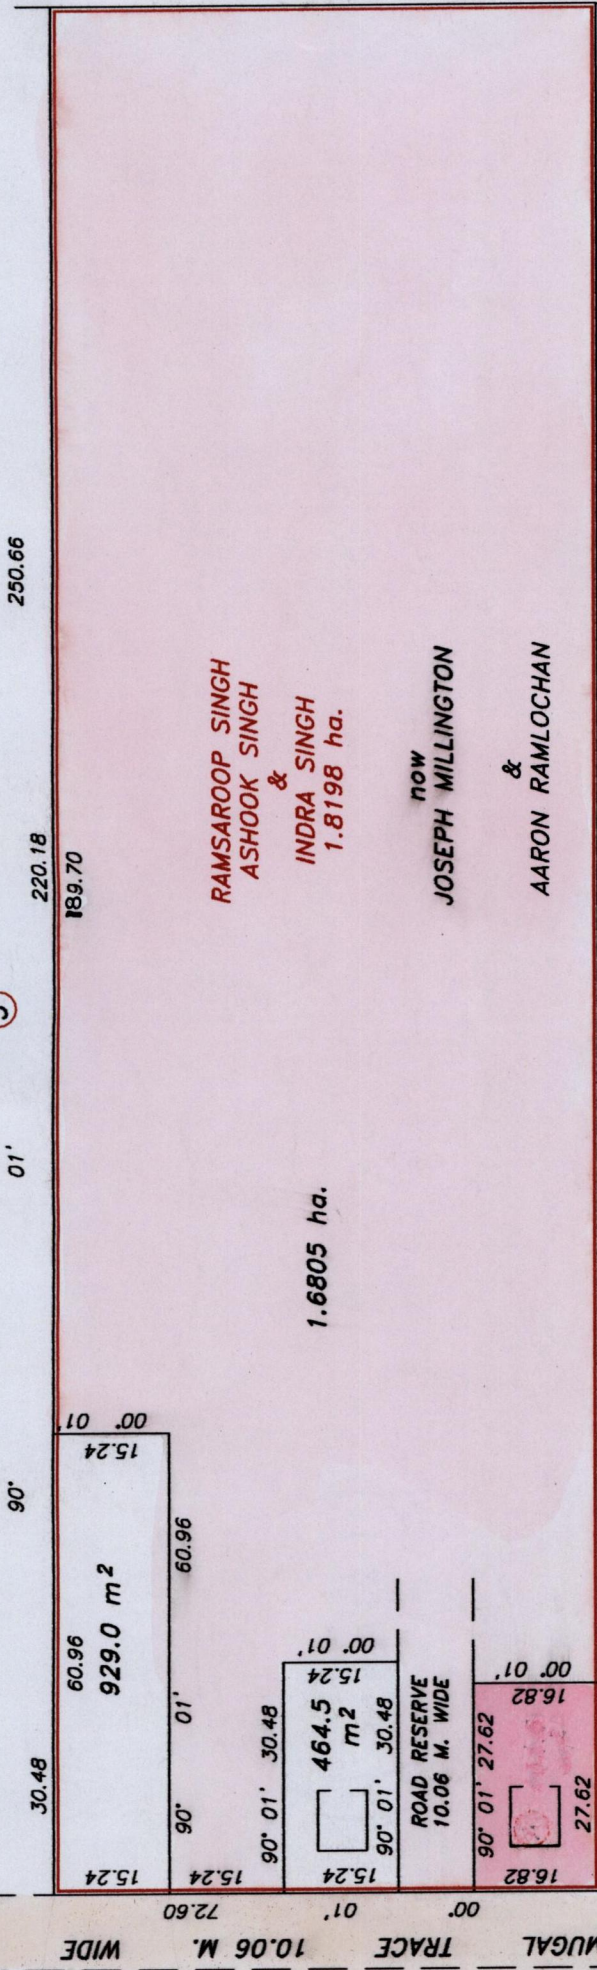 250.66
220.18
189.70
01'
90°
30.48
RAMSAROOP SINGH
ASHOOK SINGH
&
INDRA SINGH
1.8198 ha.
now
JOSEPH MILLINGTON
&
AARON RAMLOCHAN
1.6805 ha.
00° 01'
15.24
60.96
929.0 m²
60.96
01'
90°
15.24
15.24
90° 01' 30.48
00° 01'
15.24
464.5
m²
90° 01' 30.48
15.24
ROAD RESERVE
10.06 M. WIDE
90° 01' 27.62
00° 01'
16.82
16.82
27.62
72.60
01'
00°
TRACE 10.06 M. WIDE